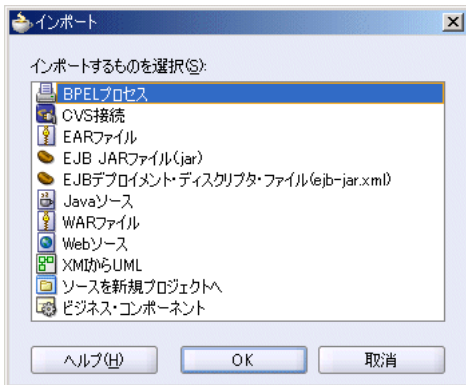 インポート
インポートするものを選択(S):
BPELプロセス
CVS接続
EARファイル
EJB JARファイル(jar)
EJBデプロイメント・ディスクリプタ・ファイル(ejb-jar.xml)
Javaソース
WARファイル
Webソース
XMIからUML
ソースを新規プロジェクトへ
ビジネス・コンポーネント
ヘルプ(H) OK 取消